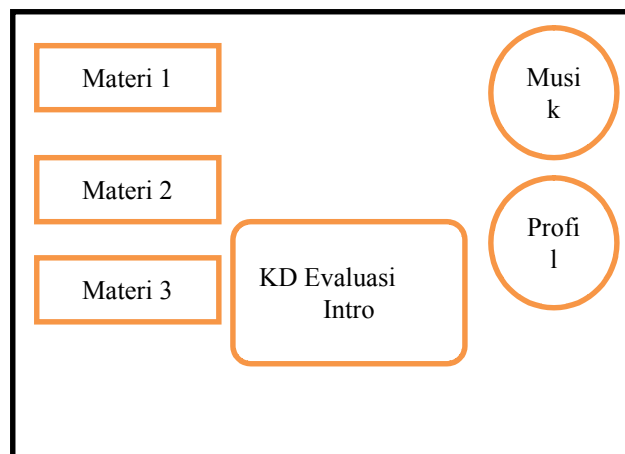 Materi 1
Musi
k
Materi 2
Profi
l
Materi 3
KD Evaluasi
Intro